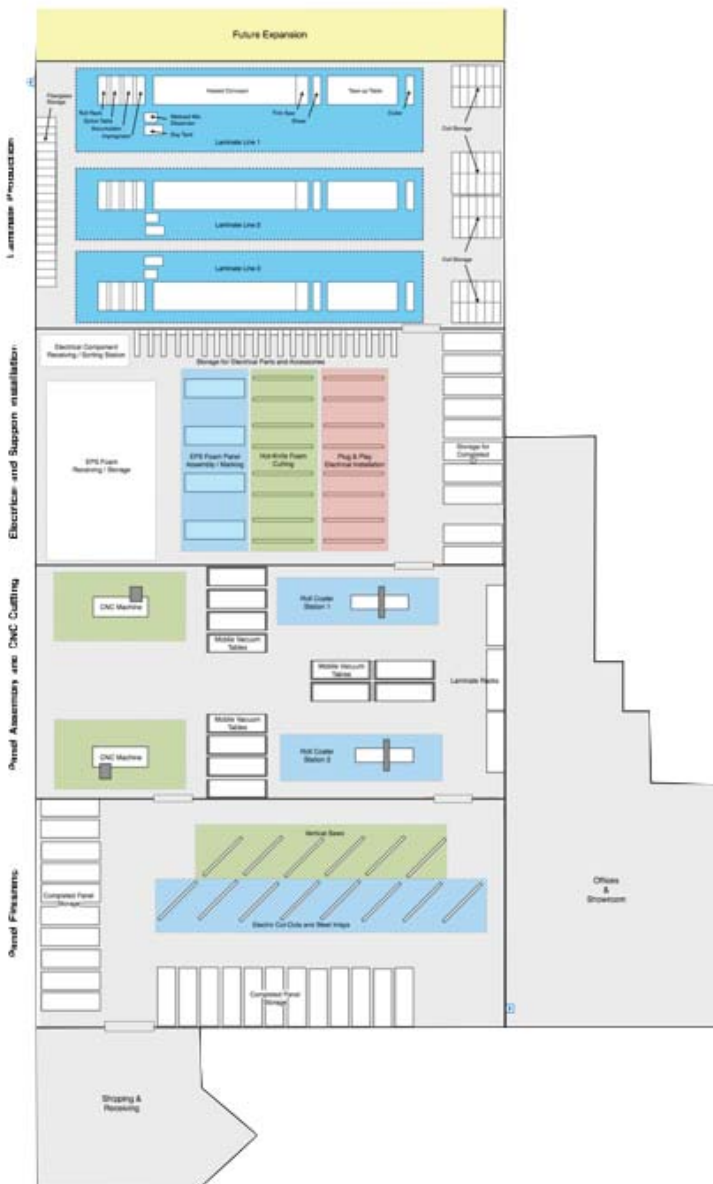 Future Expansion
Fiberglass
Storage
Roll Rack
Splice Table
Accumulator
Impregnator
Heated Conveyor
Trim Saw
Shear
Take-up Table
Day Tank
Laminate Line 1
Coil Storage
Laminate Line 2
Laminate Line 3
Coil Storage
Laminate Production
Electrical Component
Receiving / Sorting Station
Storage for Electrical Parts and Accessories
EPS Foam
Receiving / Storage
EPS Foam Panel
Assembly / Marking
Hot-Knife Foam
Cutting
Plug & Play
Electrical Installation
Storage for
Completed
Electrical and Support Installation
CNC Machine
Mobile Vacuum
Tables
Roll Coater
Station 1
Mobile Vacuum
Tables
Laminate Racks
Mobile Vacuum
Tables
CNC Machine
Roll Coater
Station 2
Panel Assembly and CNC Cutting
Vertical Saws
Completed Panel
Storage
Electric Cut-Outs and Steel Inlays
Completed Panel
Storage
Panel Finishing
Offices
&
Showroom
Shipping &
Receiving